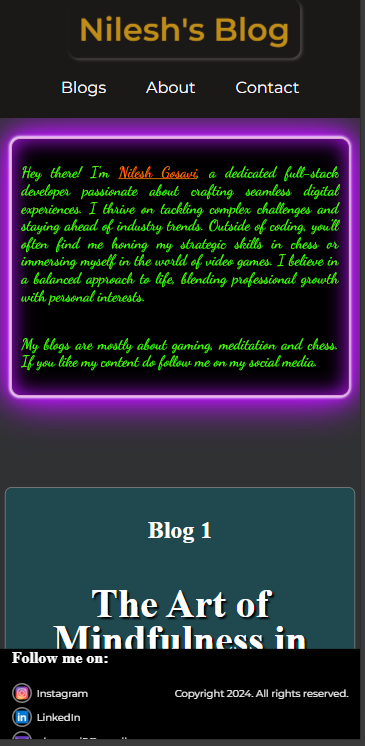 Nilesh's Blog
Blogs About Contact
Hey there! I'm Nilesh Gosavi, a dedicated full-stack
developer passionate about crafting seamless digital
experiences. I thrive on tackling complex challenges and
staying ahead of industry trends. Outside of coding, you'll
often find me honing my strategic skills in chess or
immersing myself in the world of video games. I believe in
a balanced approach to life, blending professional growth
with personal interests.
My blogs are mostly about gaming, meditation and chess.
If you like my content do follow me on my social media.
Blog 1
The Art of
Mindfulness in
Follow me on:
Instagram
Copyright 2024. All rights reserved.
LinkedIn